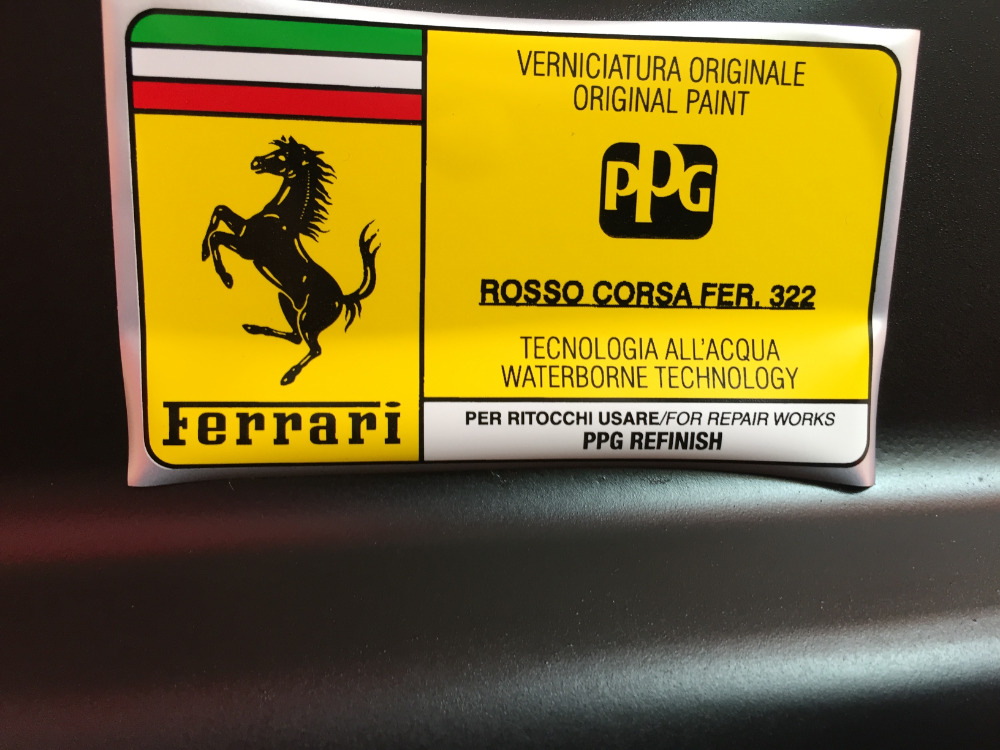 Ferrari
VERNICIATURA ORIGINALE
ORIGINAL PAINT
PPG
ROSSO CORSA FER. 322
TECNOLOGIA ALL'ACQUA
WATERBORNE TECHNOLOGY
PER RITOCCHI USARE/FOR REPAIR WORKS
PPG REFINISH